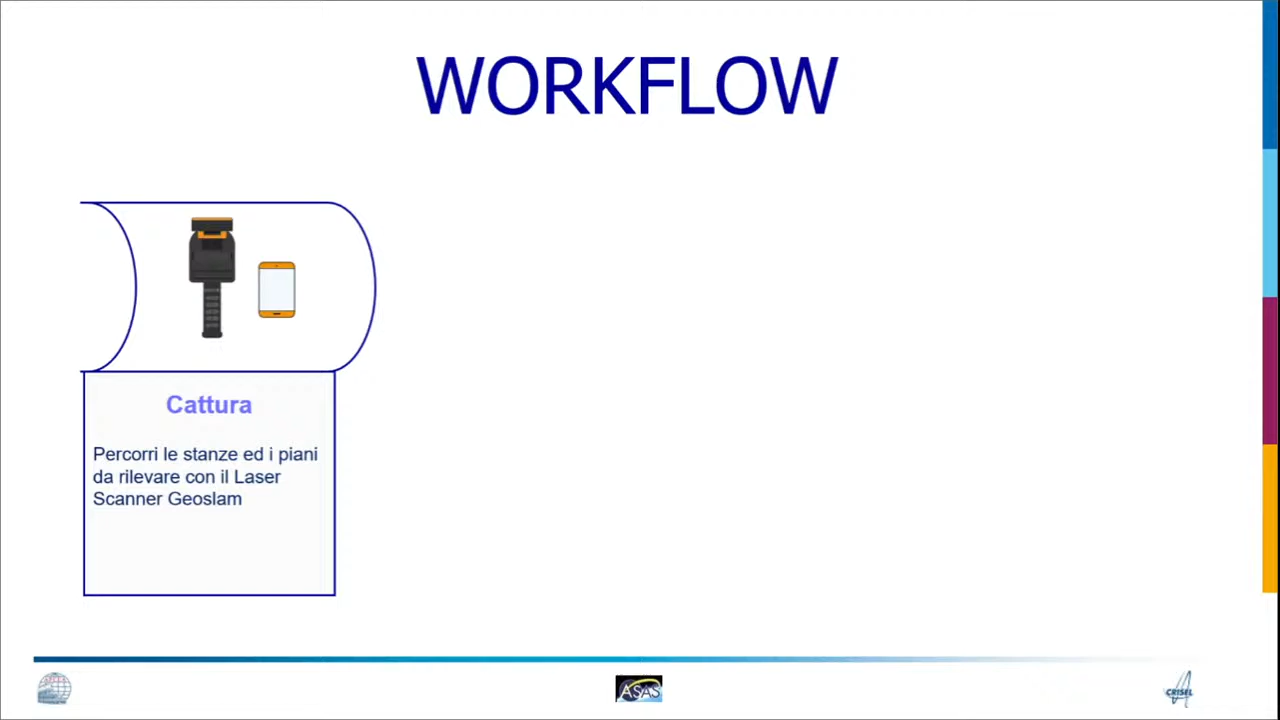 WORKFLOW
Cattura
Percorri le stanze ed i piani
da rilevare con il Laser
Scanner Geoslam
ASAS
CRISEL